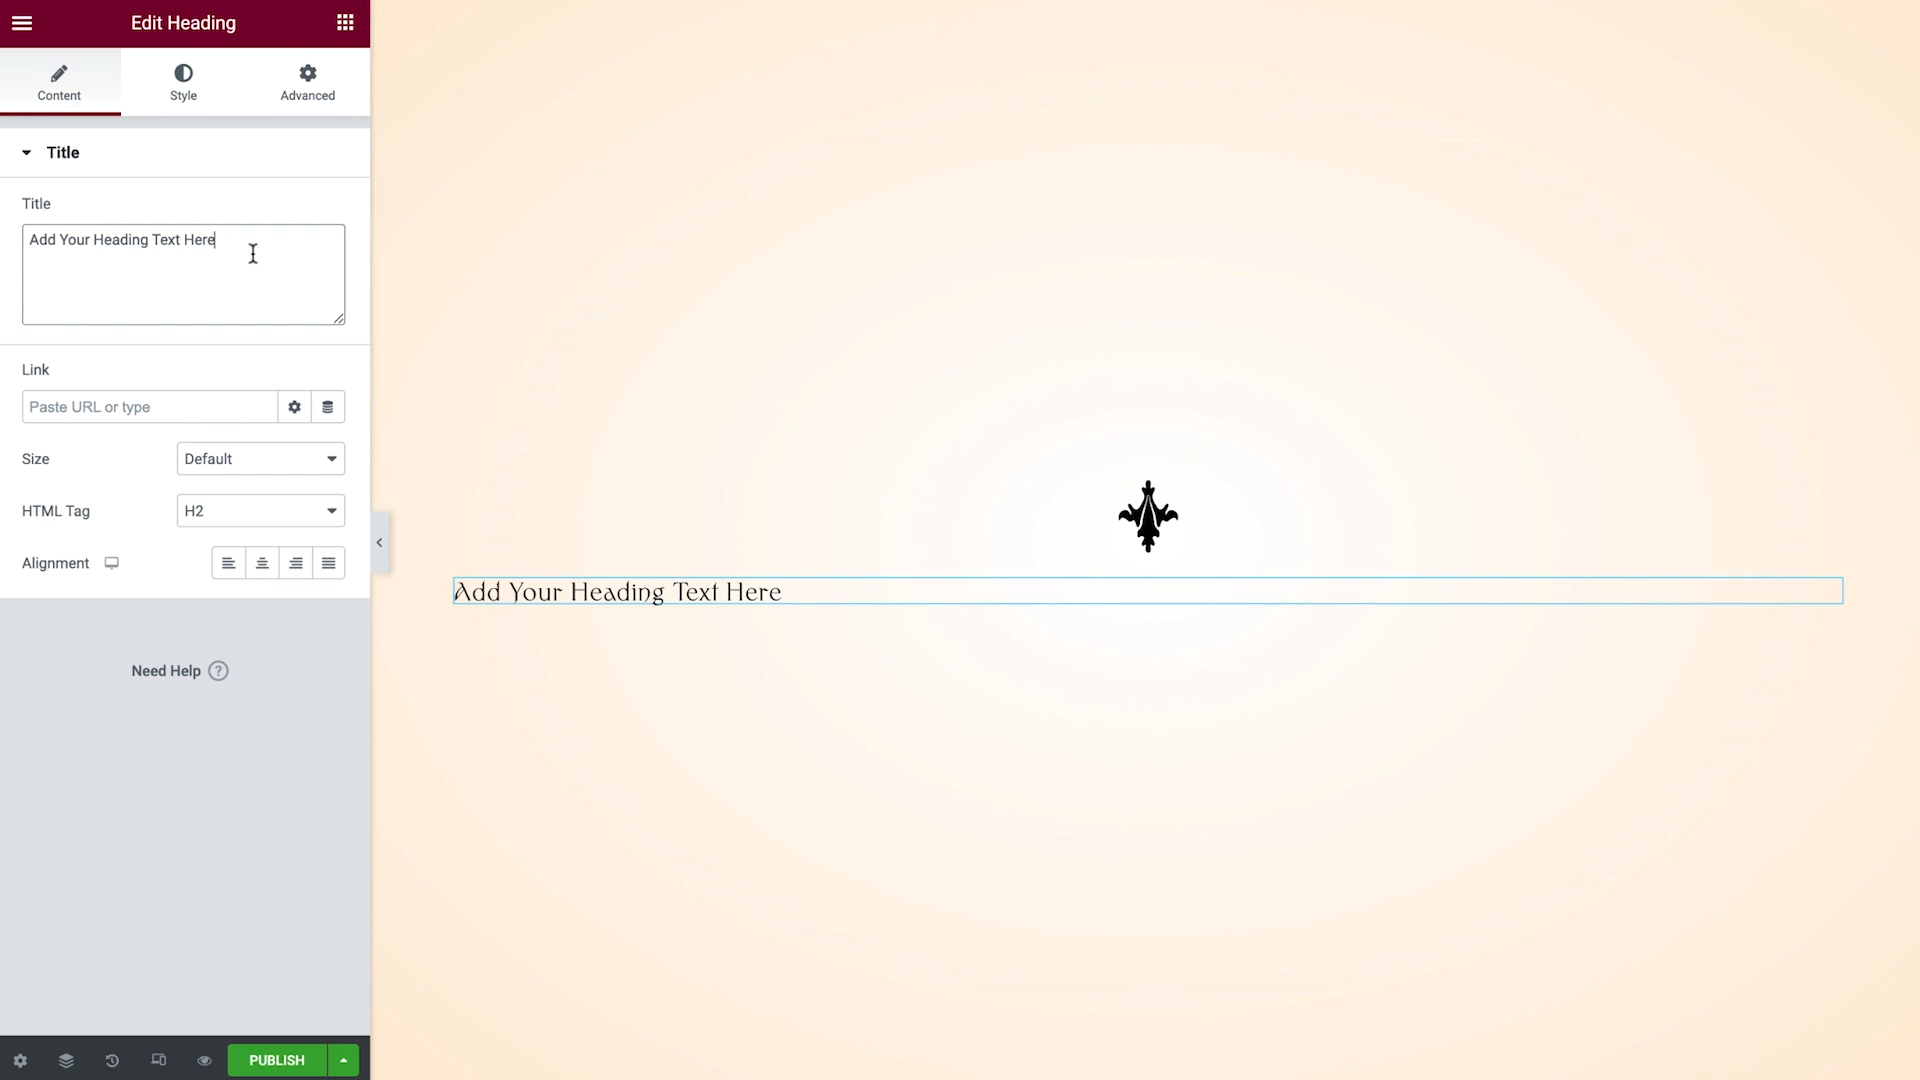 Edit Heading
Content
Style
Advanced
Title
Title
Add Your Heading Text Here
Link
Paste URL or type
Size
Default
HTML Tag
H2
Alignment
Need Help ?
PUBLISH
Add Your Heading Text Here